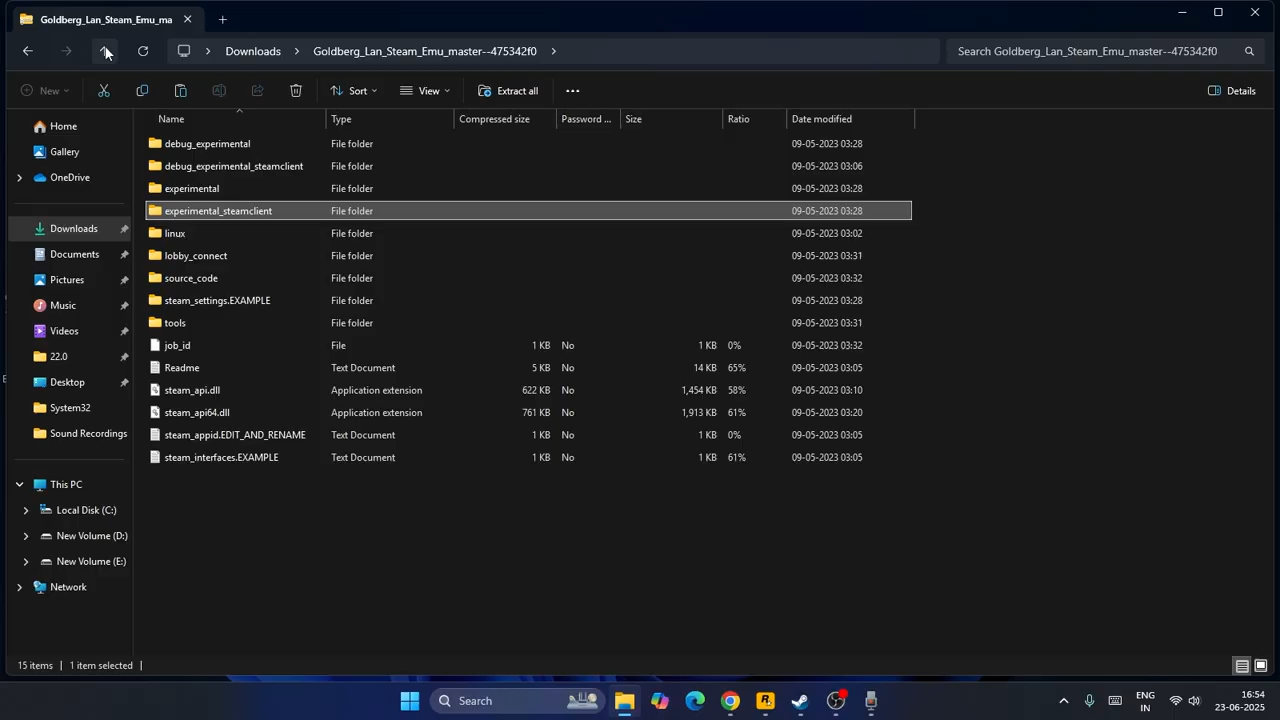 Goldberg_Lan_Steam_Emu_ma
Downloads Goldberg_Lan_Steam_Emu_master--475342f0 Search Goldberg_Lan_Steam_Emu_master--475342f0
New Sort View Extract all Details
Name Type Compressed size Password ... Size Ratio Date modified
Home
Gallery
OneDrive
Downloads
Documents
Pictures
Music
Videos
22.0
Desktop
System32
Sound Recordings
This PC
Local Disk (C:)
New Volume (D:)
New Volume (E:)
Network
debug_experimental File folder 09-05-2023 03:28
debug_experimental_steamclient File folder 09-05-2023 03:06
experimental File folder 09-05-2023 03:28
experimental_steamclient File folder 09-05-2023 03:28
linux File folder 09-05-2023 03:02
lobby_connect File folder 09-05-2023 03:31
source_code File folder 09-05-2023 03:32
steam_settings.EXAMPLE File folder 09-05-2023 03:28
tools File folder 09-05-2023 03:31
job_id File 1 KB No 1 KB 0% 09-05-2023 03:32
Readme Text Document 5 KB No 14 KB 65% 09-05-2023 03:05
steam_api.dll Application extension 622 KB No 1,454 KB 58% 09-05-2023 03:10
steam_api64.dll Application extension 761 KB No 1,913 KB 61% 09-05-2023 03:20
steam_appid.EDIT_AND_RENAME Text Document 1 KB No 1 KB 0% 09-05-2023 03:05
steam_interfaces.EXAMPLE Text Document 1 KB No 1 KB 61% 09-05-2023 03:05
15 items 1 item selected
Search ENG 16:54
IN 23-06-2025